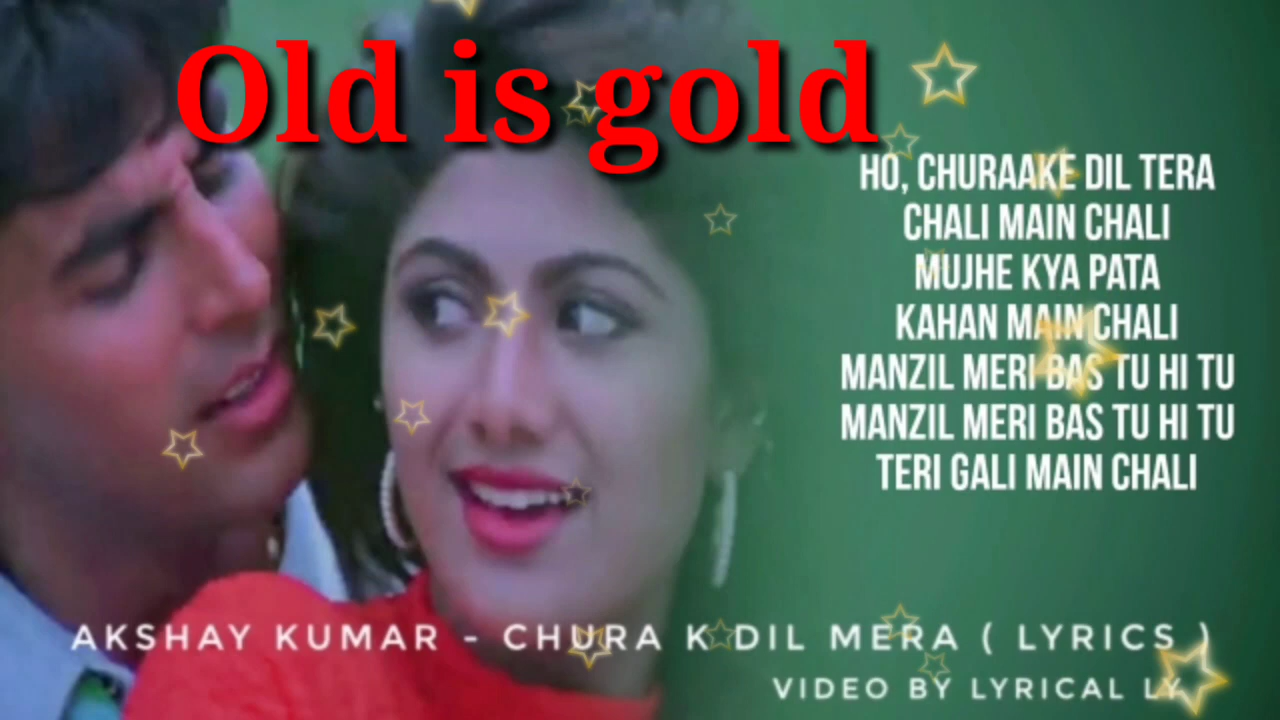 Old is gold
HO, CHURAAKE DIL TERA
CHALI MAIN CHALI
MUJHE KYA PATA
KAHAN MAIN CHALI
MANZIL MERI BAS TU HI TU
MANZIL MERI BAS TU HI TU
TERI GALI MAIN CHALI
AKSHAY KUMAR - CHURA K DIL MERA ( LYRICS )
VIDEO BY LYRICAL LY